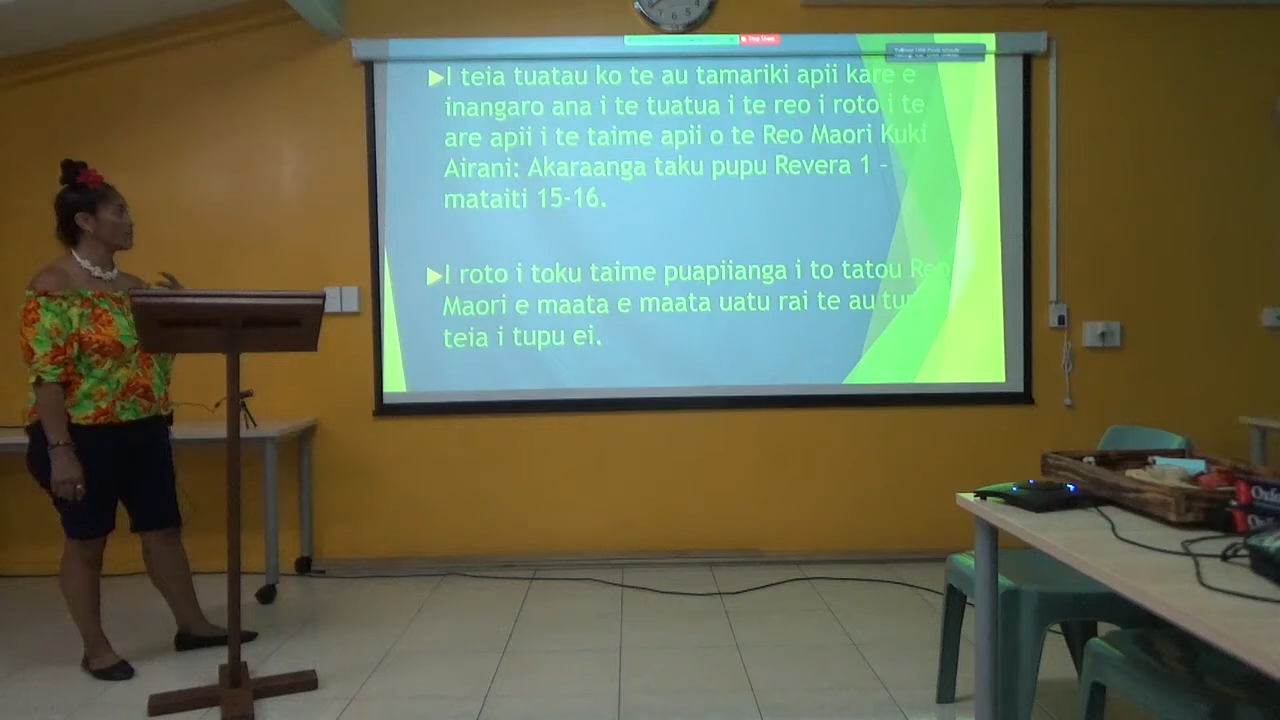 I teia tuatau ko te au tamariki apii kare e
inangaro ana i te tuatua i te reo i roto i te
are apii i te taime apii o te Reo Maori Kuki
Airani: Akaraanga taku pupu Revera 1 –
mataiti 15-16.
I roto i toku taime puapiianga i to tatou Reo
Maori e maata e maata uatu rai te au
teia i tupu ei.